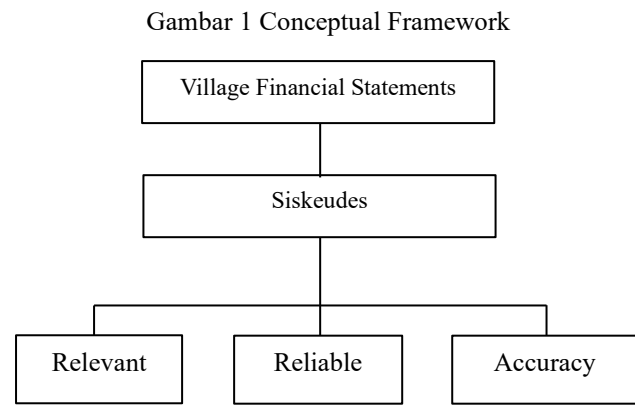 Gambar 1 Conceptual Framework
Village Financial Statements
Siskeudes
Relevant
Reliable
Accuracy